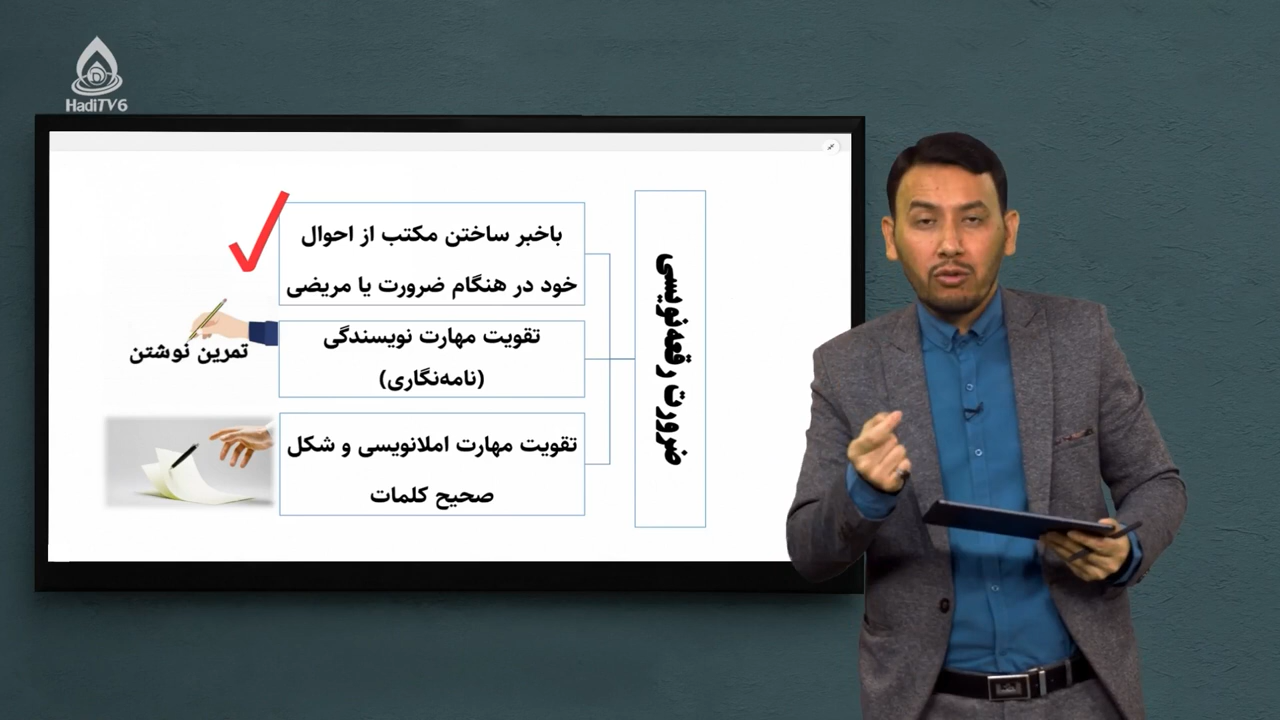 HadiTV6
ضرورت رقعه‌نویسی
باخبر ساختن مکتب از احوال
خود در هنگام ضرورت یا مریضی
تقویت مهارت نویسندگی
(نامه‌نگاری)
تمرین نوشتن
تقویت مهارت املانویسی و شکل
صحیح کلمات